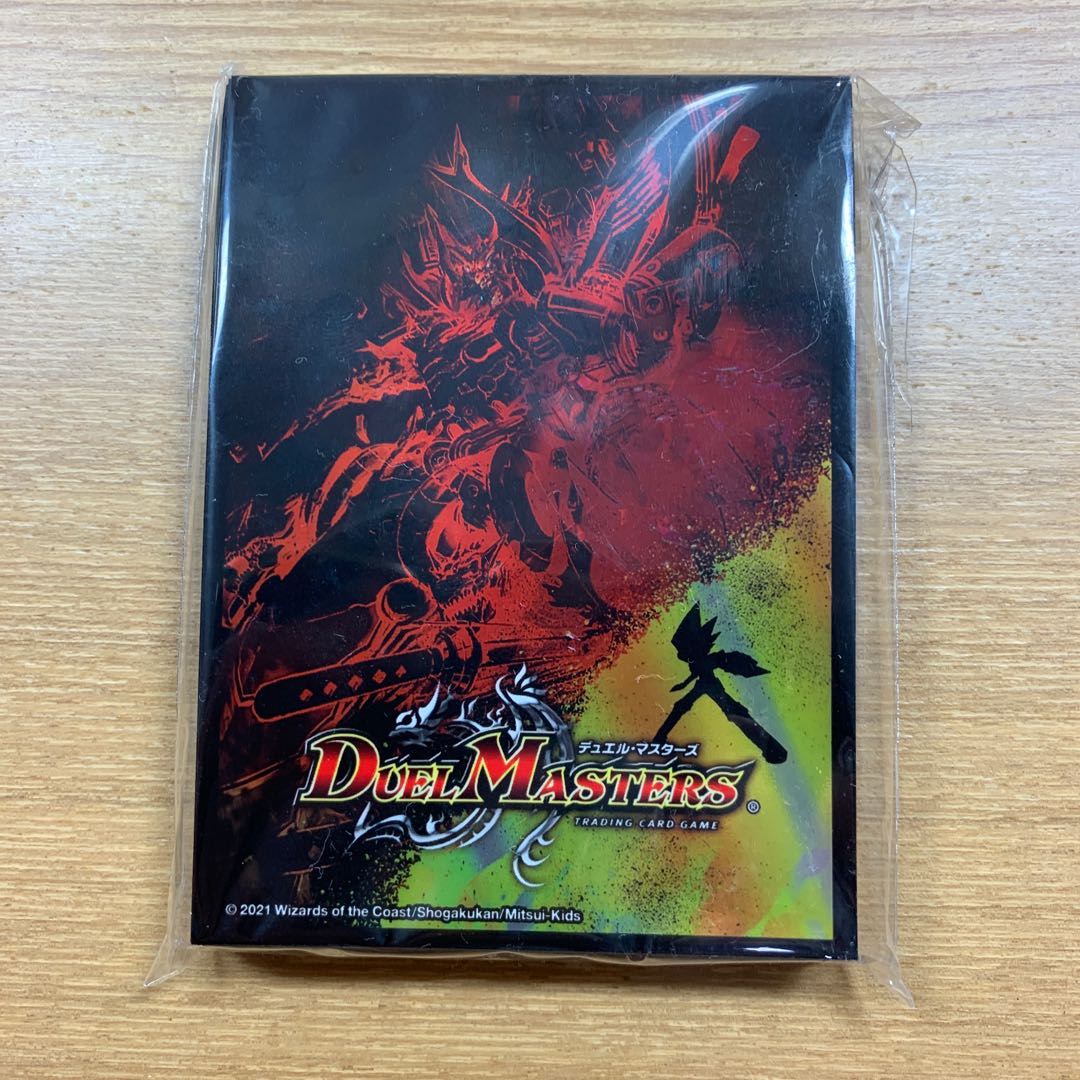 デュエル・マスターズ
DUEL MASTERS®
TRADING CARD GAME
© 2021 Wizards of the Coast/Shogakukan/Mitsui-Kids